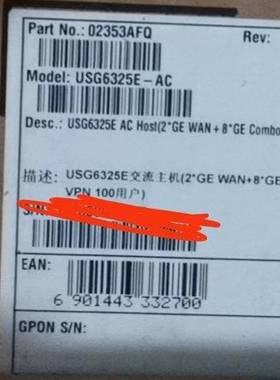 Part No.: 02353AFQ
Rev:
Model: USG6325E-AC
Desc.: USG6325E AC Host(2*GE WAN+8*GE Combo
描述: USG6325E交流主机(2*GE WAN+8*GE
VPN 100用户)
S/N
EAN:
6 901443 332700
GPON S/N: